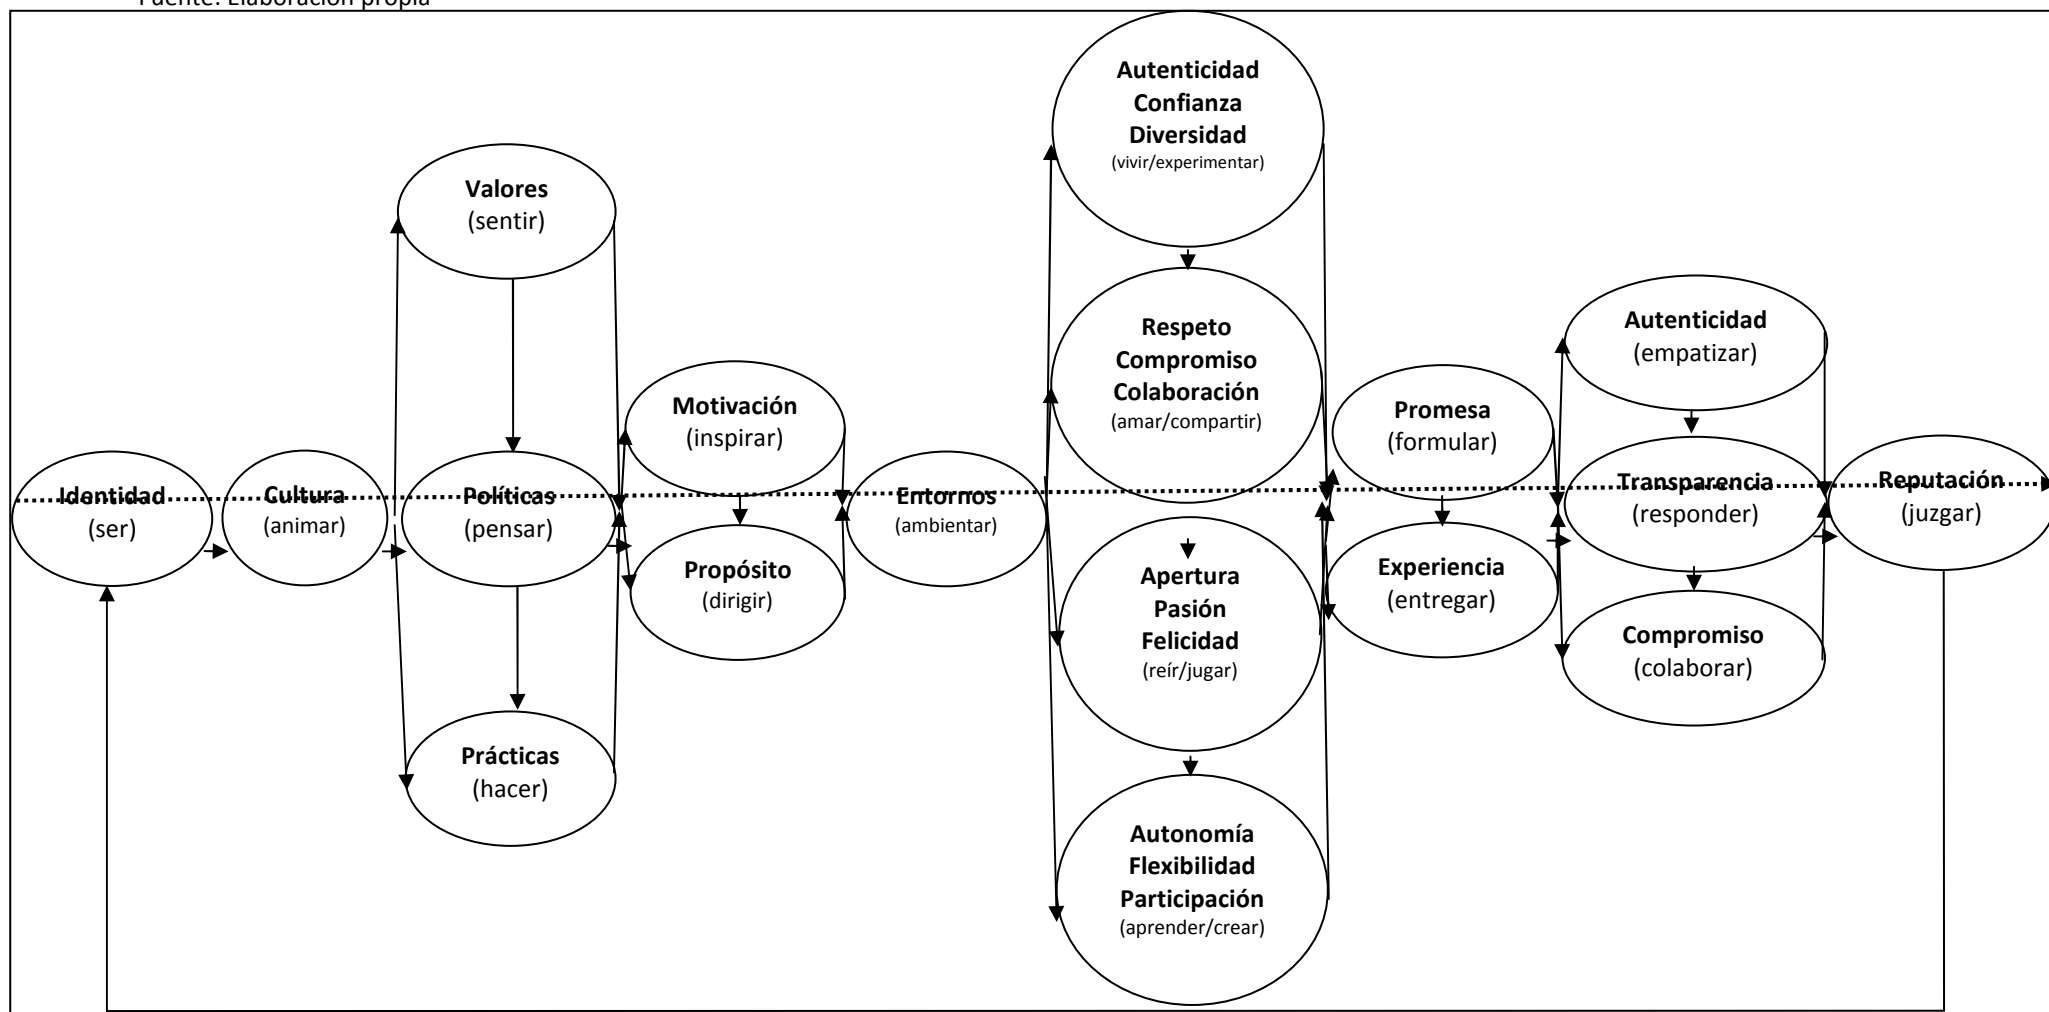 Fuente: Elaboración propia
Identidad
(ser)
Cultura
(animar)
Valores
(sentir)
Políticas
(pensar)
Prácticas
(hacer)
Motivación
(inspirar)
Propósito
(dirigir)
Entornos
(ambientar)
Autenticidad
Confianza
Diversidad
(vivir/experimentar)
Respeto
Compromiso
Colaboración
(amar/compartir)
Apertura
Pasión
Felicidad
(reír/jugar)
Autonomía
Flexibilidad
Participación
(aprender/crear)
Promesa
(formular)
Experiencia
(entregar)
Autenticidad
(empatizar)
Transparencia
(responder)
Compromiso
(colaborar)
Reputación
(juzgar)